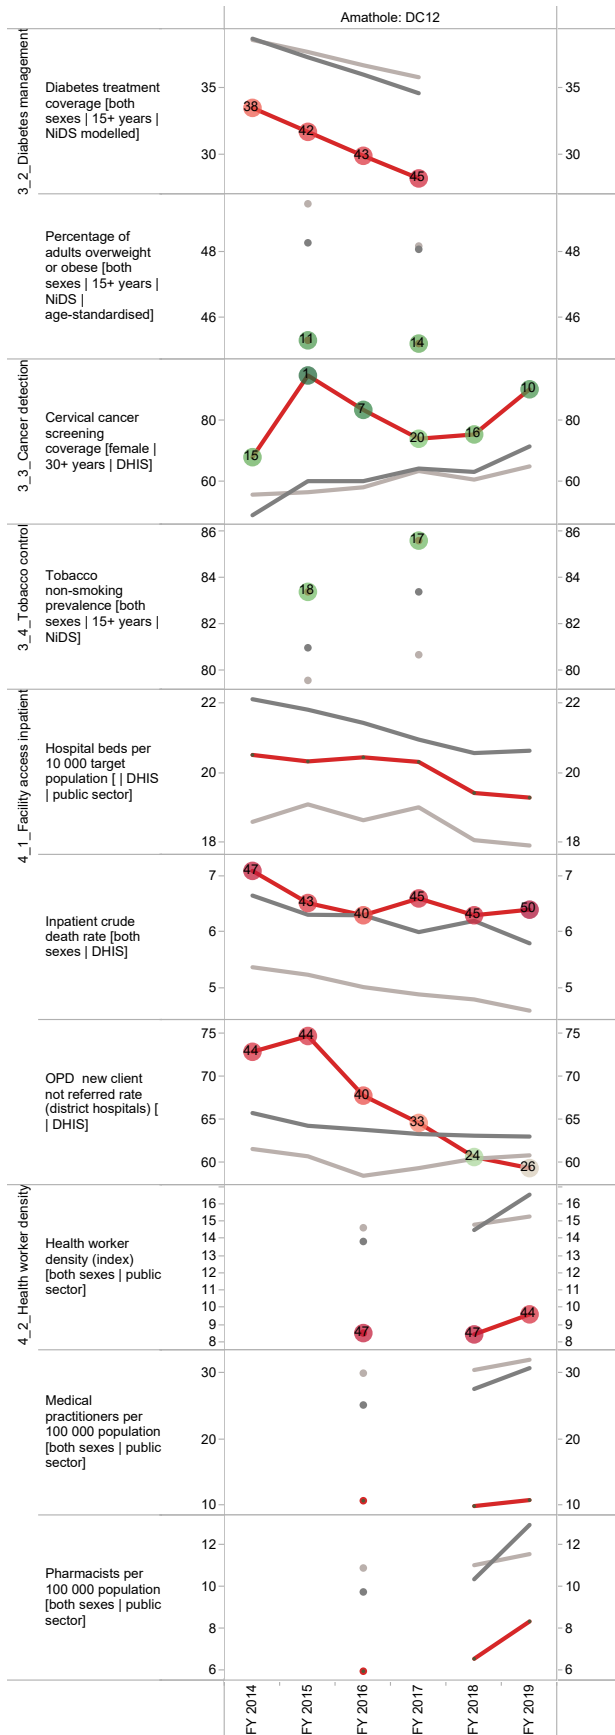 Amathole: DC12
3_2_Diabetes management
Diabetes treatment
coverage [both
sexes | 15+ years |
NiDS modelled]
35
30
38
42
43
45
35
30
Percentage of
adults overweight
or obese [both
sexes | 15+ years |
NiDS |
age-standardised]
48
46
11
14
48
46
3_3_Cancer detection
Cervical cancer
screening
coverage [female |
30+ years | DHIS]
80
60
15
1
7
20
16
10
80
60
3_4_Tobacco control
Tobacco
non-smoking
prevalence [both
sexes | 15+ years |
NiDS]
86
84
82
80
18
17
86
84
82
80
4_1_Facility access inpatient
Hospital beds per
10 000 target
population [ | DHIS
| public sector]
22
20
18
22
20
18
Inpatient crude
death rate [both
sexes | DHIS]
7
6
5
47
43
40
45
45
50
7
6
5
OPD  new client
not referred rate
(district hospitals) [
| DHIS]
75
70
65
60
44
44
40
33
24
26
75
70
65
60
4_2_Health worker density
Health worker
density (index)
[both sexes | public
sector]
16
15
14
13
12
11
10
9
8
47
47
44
16
15
14
13
12
11
10
9
8
Medical
practitioners per
100 000 population
[both sexes | public
sector]
30
20
10
30
20
10
Pharmacists per
100 000 population
[both sexes | public
sector]
12
10
8
6
12
10
8
6
FY 2014
FY 2015
FY 2016
FY 2017
FY 2018
FY 2019